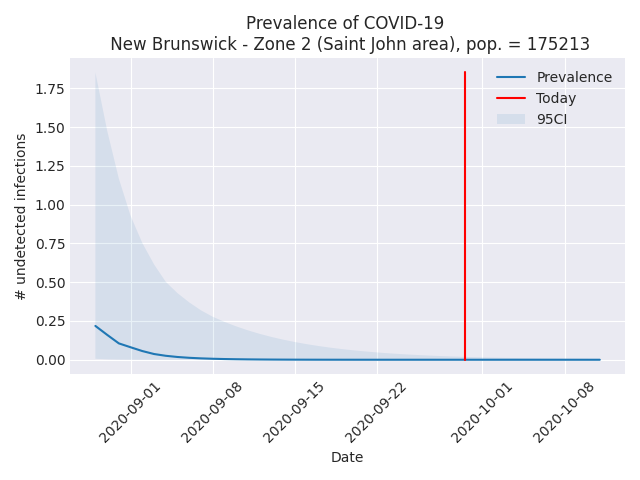 Prevalence of COVID-19
New Brunswick - Zone 2 (Saint John area), pop. = 175213
Prevalence
Today
95CI
# undetected infections
1.75
1.50
1.25
1.00
0.75
0.50
0.25
0.00
2020-09-01
2020-09-08
2020-09-15
2020-09-22
2020-10-01
2020-10-08
Date